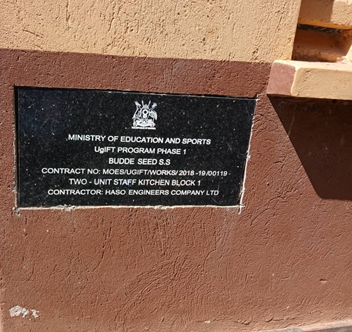 MINISTRY OF EDUCATION AND SPORTS
UgIFT PROGRAM PHASE 1
BUDDE SEED S.S
CONTRACT NO: MOES/UGIFT/WORKS/ 2018 -19 /00119
TWO - UNIT STAFF KITCHEN BLOCK 1
CONTRACTOR: HASO ENGINEERS COMPANY LTD